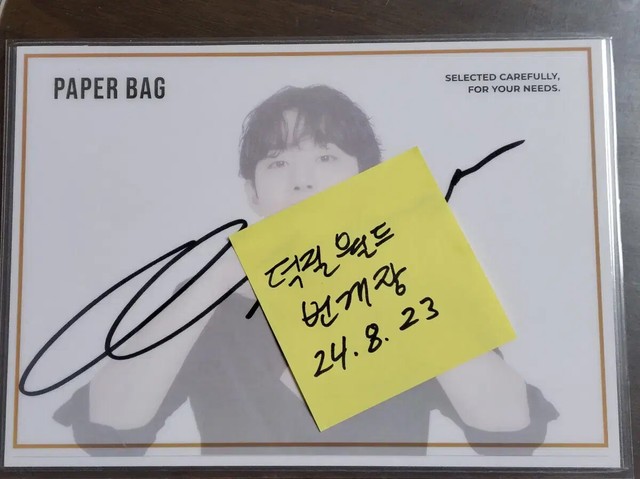 PAPER BAG
SELECTED CAREFULLY,
FOR YOUR NEEDS.
덕질월드
번개장
24.8.23